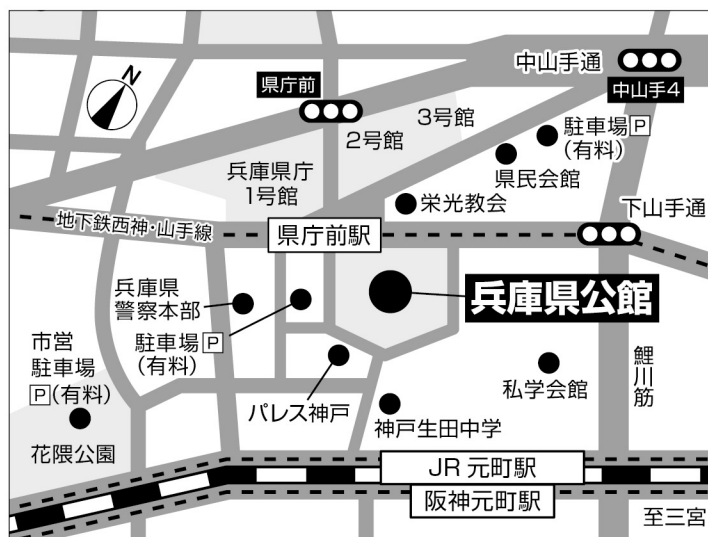 N
中山手通
県庁前
中山手4
3号館
2号館
駐車場P
(有料)
県民会館
兵庫県庁
1号館
栄光教会
下山手通
地下鉄西神・山手線
県庁前駅
兵庫県
警察本部
駐車場P
(有料)
兵庫県公館
市営
駐車場
P(有料)
花隈公園
パレス神戸
神戸生田中学
私学会館
鯉川筋
JR 元町駅
阪神元町駅
至三宮